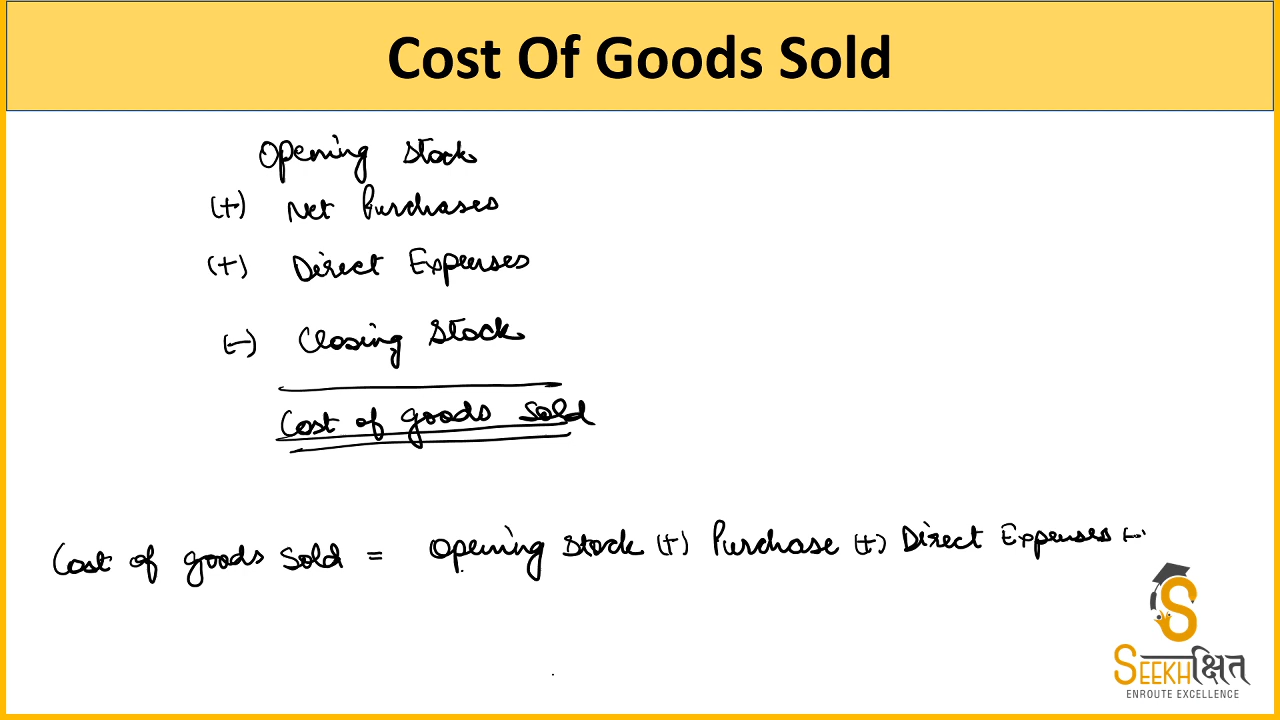 Cost Of Goods Sold
Opening Stock
(+) Net Purchases
(+) Direct Expenses
(-) Closing Stock
Cost of goods sold
Cost of goods sold = Opening Stock (+) Purchase (+) Direct Expenses (-
SEEKHक्षित
ENROUTE EXCELLENCE